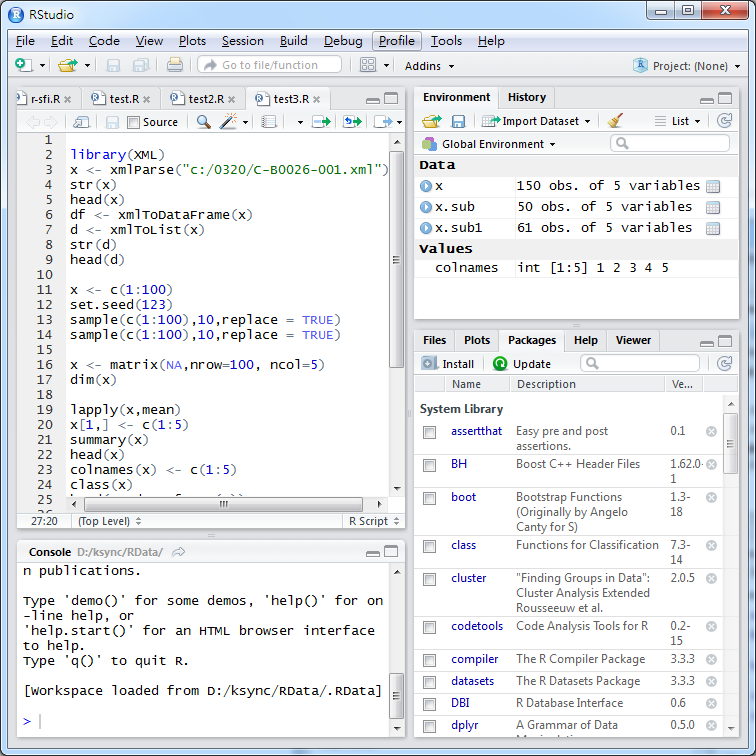 RStudio
File Edit Code View Plots Session Build Debug Profile Tools Help
Go to file/function Addins Project: (None)
r-sfi.R test.R test2.R test3.R
Source
1
2 library(XML)
3 x <- xmlParse("c:/0320/C-B0026-001.xml")
4 str(x)
5 head(x)
6 df <- xmlToDataFrame(x)
7 d <- xmlToList(x)
8 str(d)
9 head(d)
10
11 x <- c(1:100)
12 set.seed(123)
13 sample(c(1:100),10,replace = TRUE)
14 sample(c(1:100),10,replace = TRUE)
15
16 x <- matrix(NA,nrow=100, ncol=5)
17 dim(x)
18
19 lapply(x,mean)
20 x[1,] <- c(1:5)
21 summary(x)
22 head(x)
23 colnames(x) <- c(1:5)
24 class(x)
25
27:20 (Top Level) R Script
Console D:/ksync/RData/
n publications.
Type 'demo()' for some demos, 'help()' for on
-line help, or
'help.start()' for an HTML browser interface
to help.
Type 'q()' to quit R.
[Workspace loaded from D:/ksync/RData/.RData]
>
Environment History
Import Dataset List
Global Environment
Data
x 150 obs. of 5 variables
x.sub 50 obs. of 5 variables
x.sub1 61 obs. of 5 variables
Values
colnames int [1:5] 1 2 3 4 5
Files Plots Packages Help Viewer
Install Update
Name Description Ve...
System Library
assertthat Easy pre and post 0.1
assertions.
BH Boost C++ Header Files 1.62.0-
1
boot Bootstrap Functions 1.3-
(Originally by Angelo 18
Canty for S)
class Functions for Classification 7.3-
14
cluster "Finding Groups in Data": 2.0.5
Cluster Analysis Extended
Rousseeuw et al.
codetools Code Analysis Tools for R 0.2-
15
compiler The R Compiler Package 3.3.3
datasets The R Datasets Package 3.3.3
DBI R Database Interface 0.6
dplyr A Grammar of Data 0.5.0